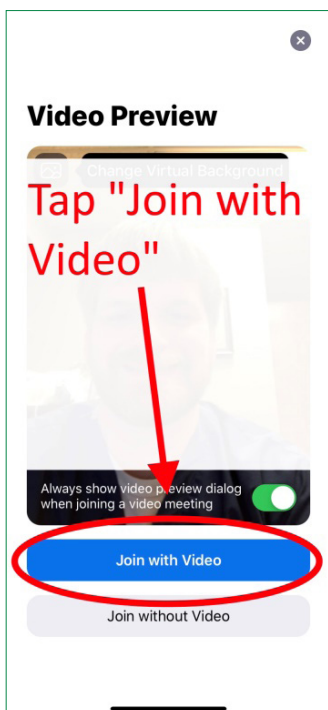 Video Preview
Change Virtual Background
Tap "Join with
Video"
Always show video preview dialog
when joining a video meeting
Join with Video
Join without Video